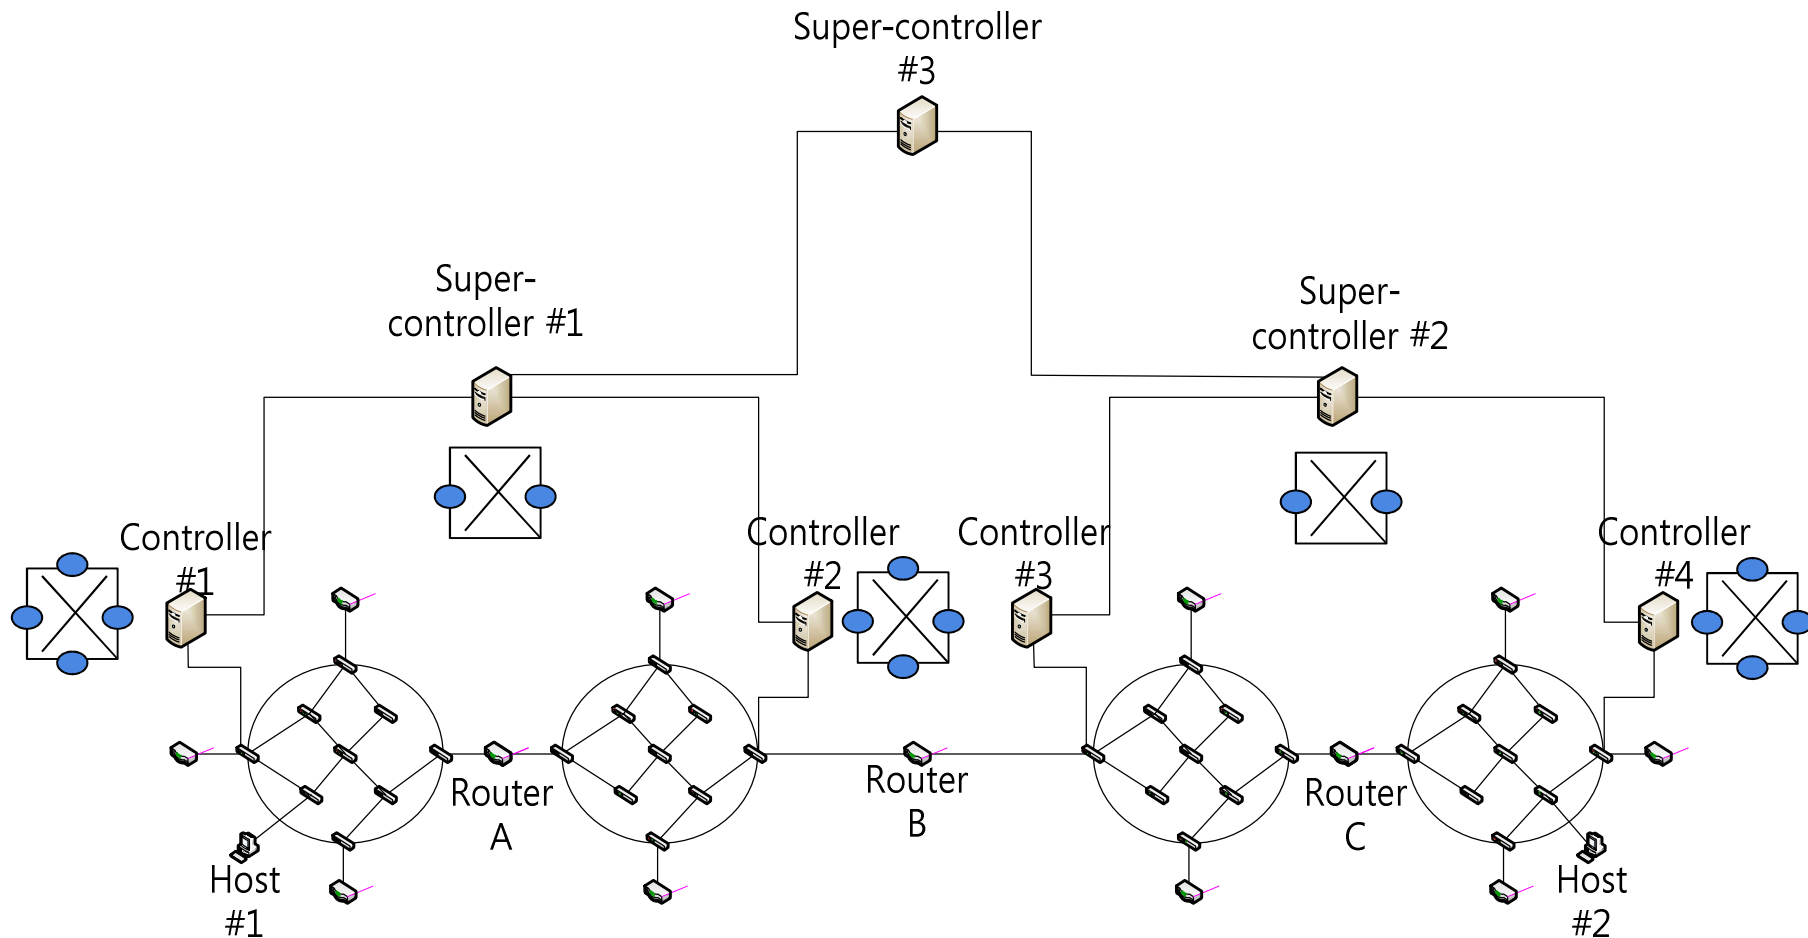 Super-controller
#3
Super-
controller #1
Super-
controller #2
Controller
#1
Controller
#2
Controller
#3
Controller
#4
Router
A
Router
B
Router
C
Host
#1
Host
#2